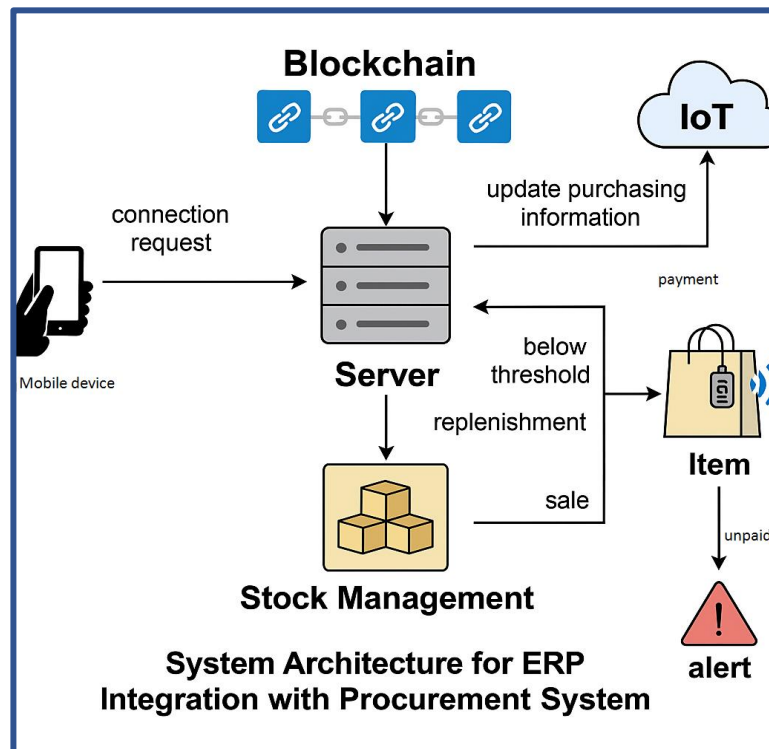 Blockchain
IoT
connection
request
update purchasing
information
payment
Mobile device
Server
below
threshold
replenishment
Item
sale
unpaid
Stock Management
alert
System Architecture for ERP
Integration with Procurement System